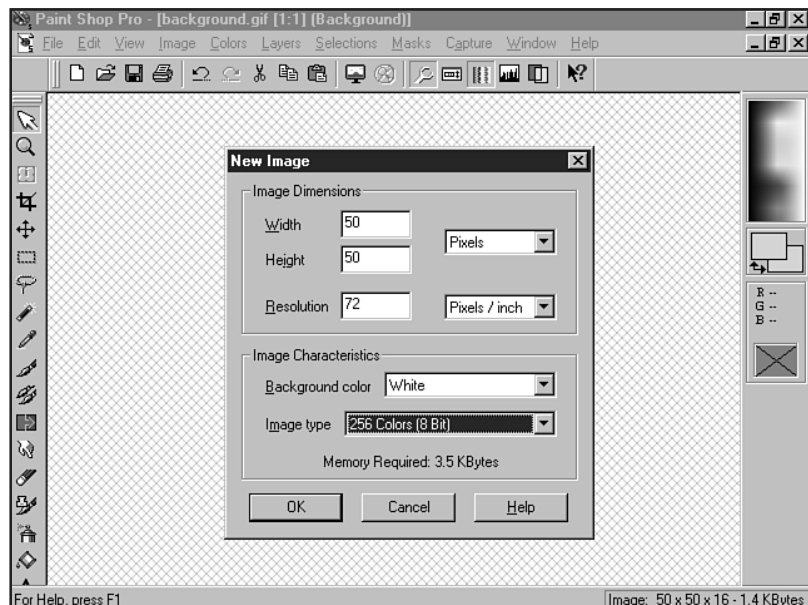 Paint Shop Pro - [background.gif [1:1] (Background)]
File Edit View Image Colors Layers Selections Masks Capture Window Help
New Image
Image Dimensions
Width 50
Pixels
Height 50
Resolution 72 Pixels / inch
R --
G --
B --
Image Characteristics
Background color White
Image type 256 Colors (8 Bit)
Memory Required: 3.5 KBytes
OK Cancel Help
For Help, press F1 Image: 50 x 50 x 16 - 1.4 KBytes